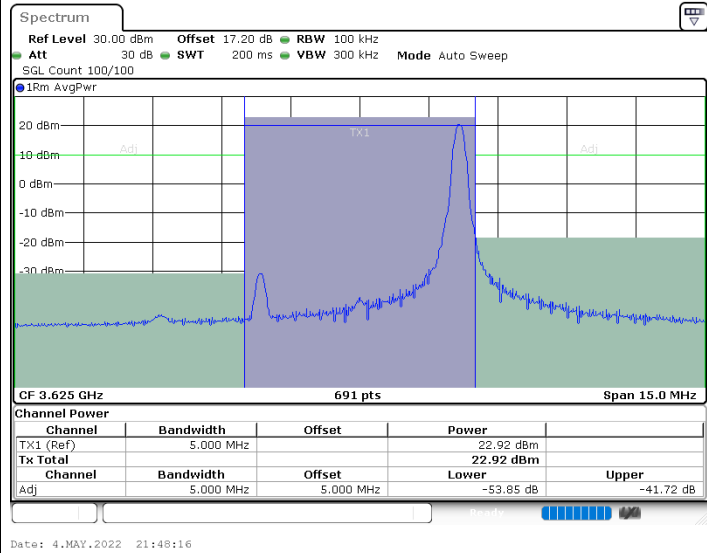 Spectrum
Ref Level 30.00 dBm Offset 17.20 dB RBW 100 kHz
Att 30 dB SWT 200 ms VBW 300 kHz Mode Auto Sweep
SGL Count 100/100
1Rm AvgPwr
20 dBm
TX1
Adj
Adj
10 dBm
0 dBm
-10 dBm
-20 dBm
-30 dBm
CF 3.625 GHz 691 pts Span 15.0 MHz
Channel Power
Channel Bandwidth Offset Power
TX1 (Ref) 5.000 MHz 22.92 dBm
Tx Total 22.92 dBm
Channel Bandwidth Offset Lower Upper
Adj 5.000 MHz 5.000 MHz -53.85 dB -41.72 dB
Ready
Date: 4.MAY.2022 21:48:16